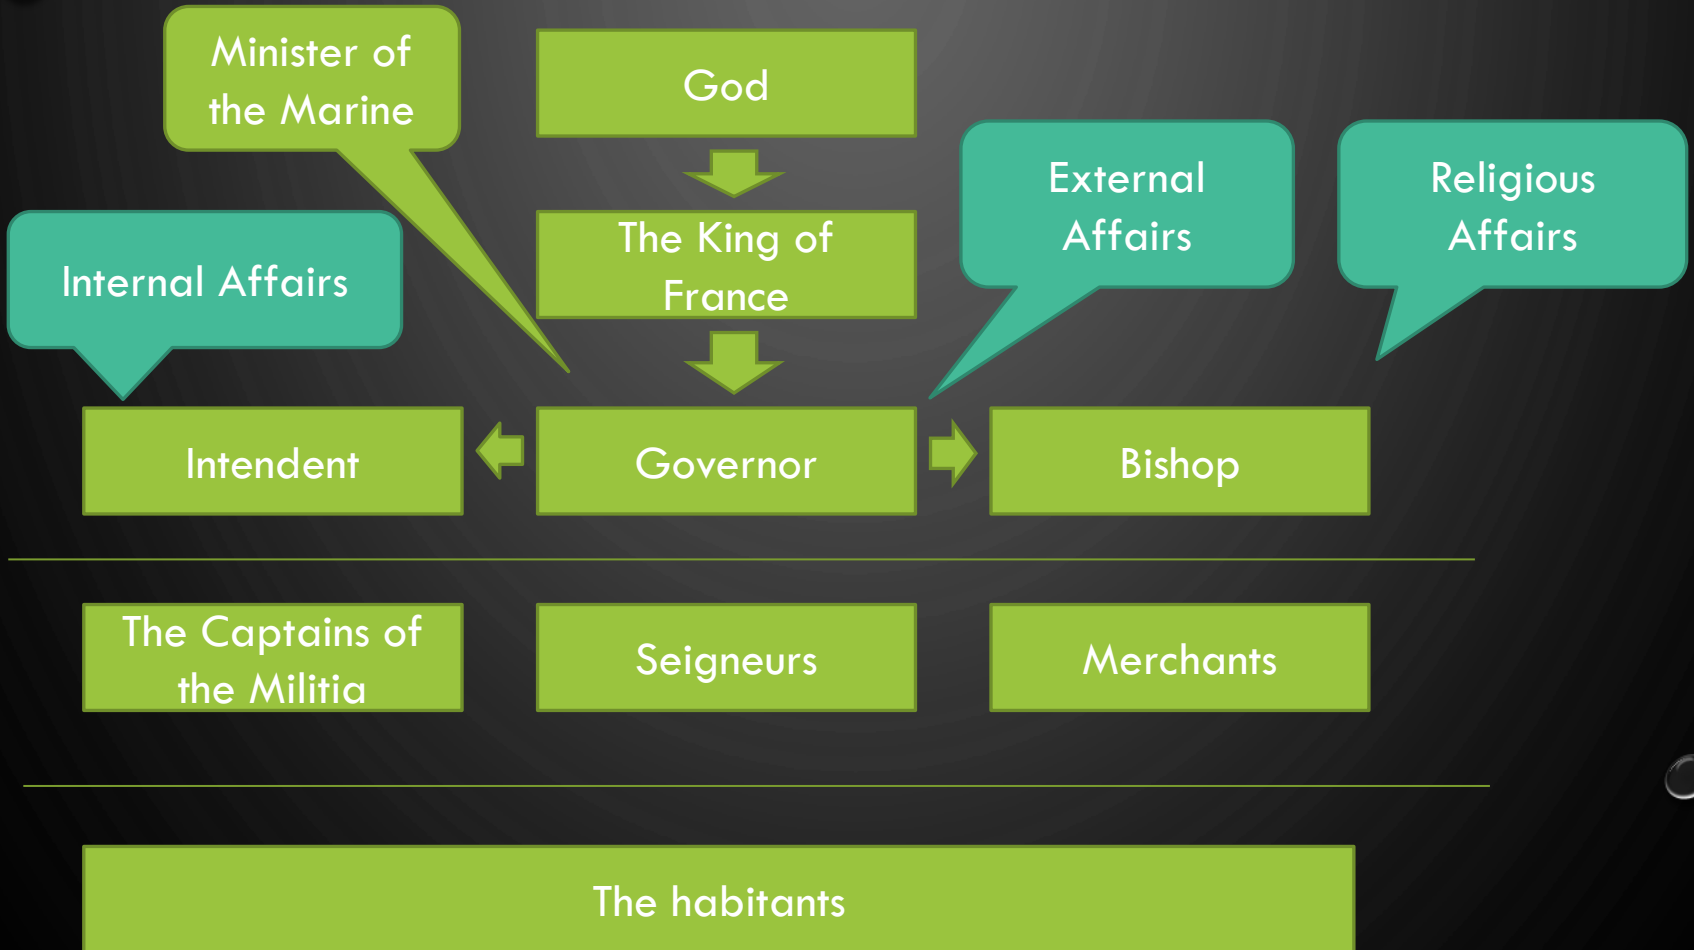 Minister of
the Marine
God
External
Affairs
Religious
Affairs
The King of
France
Internal Affairs
Intendent
Governor
Bishop
The Captains of
the Militia
Seigneurs
Merchants
The habitants